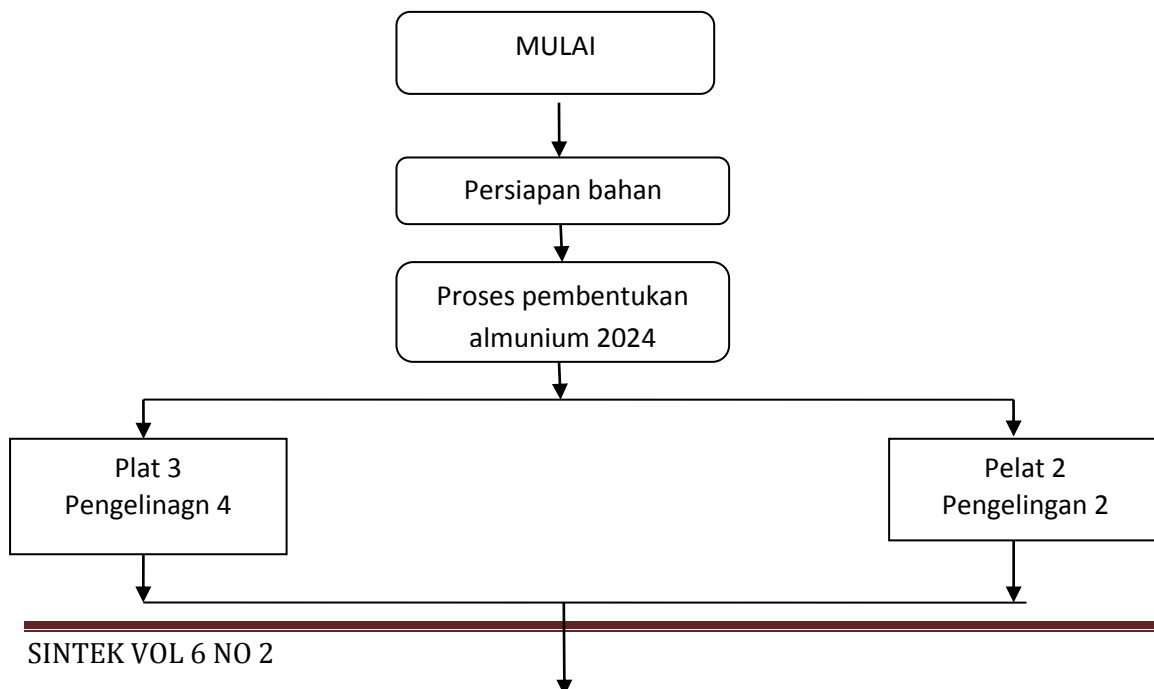 MULAI
Persiapan bahan
Proses pembentukan
almunium 2024
Plat 3
Pengelinagn 4
Pelat 2
Pengelingan 2
SINTEK VOL 6 NO 2